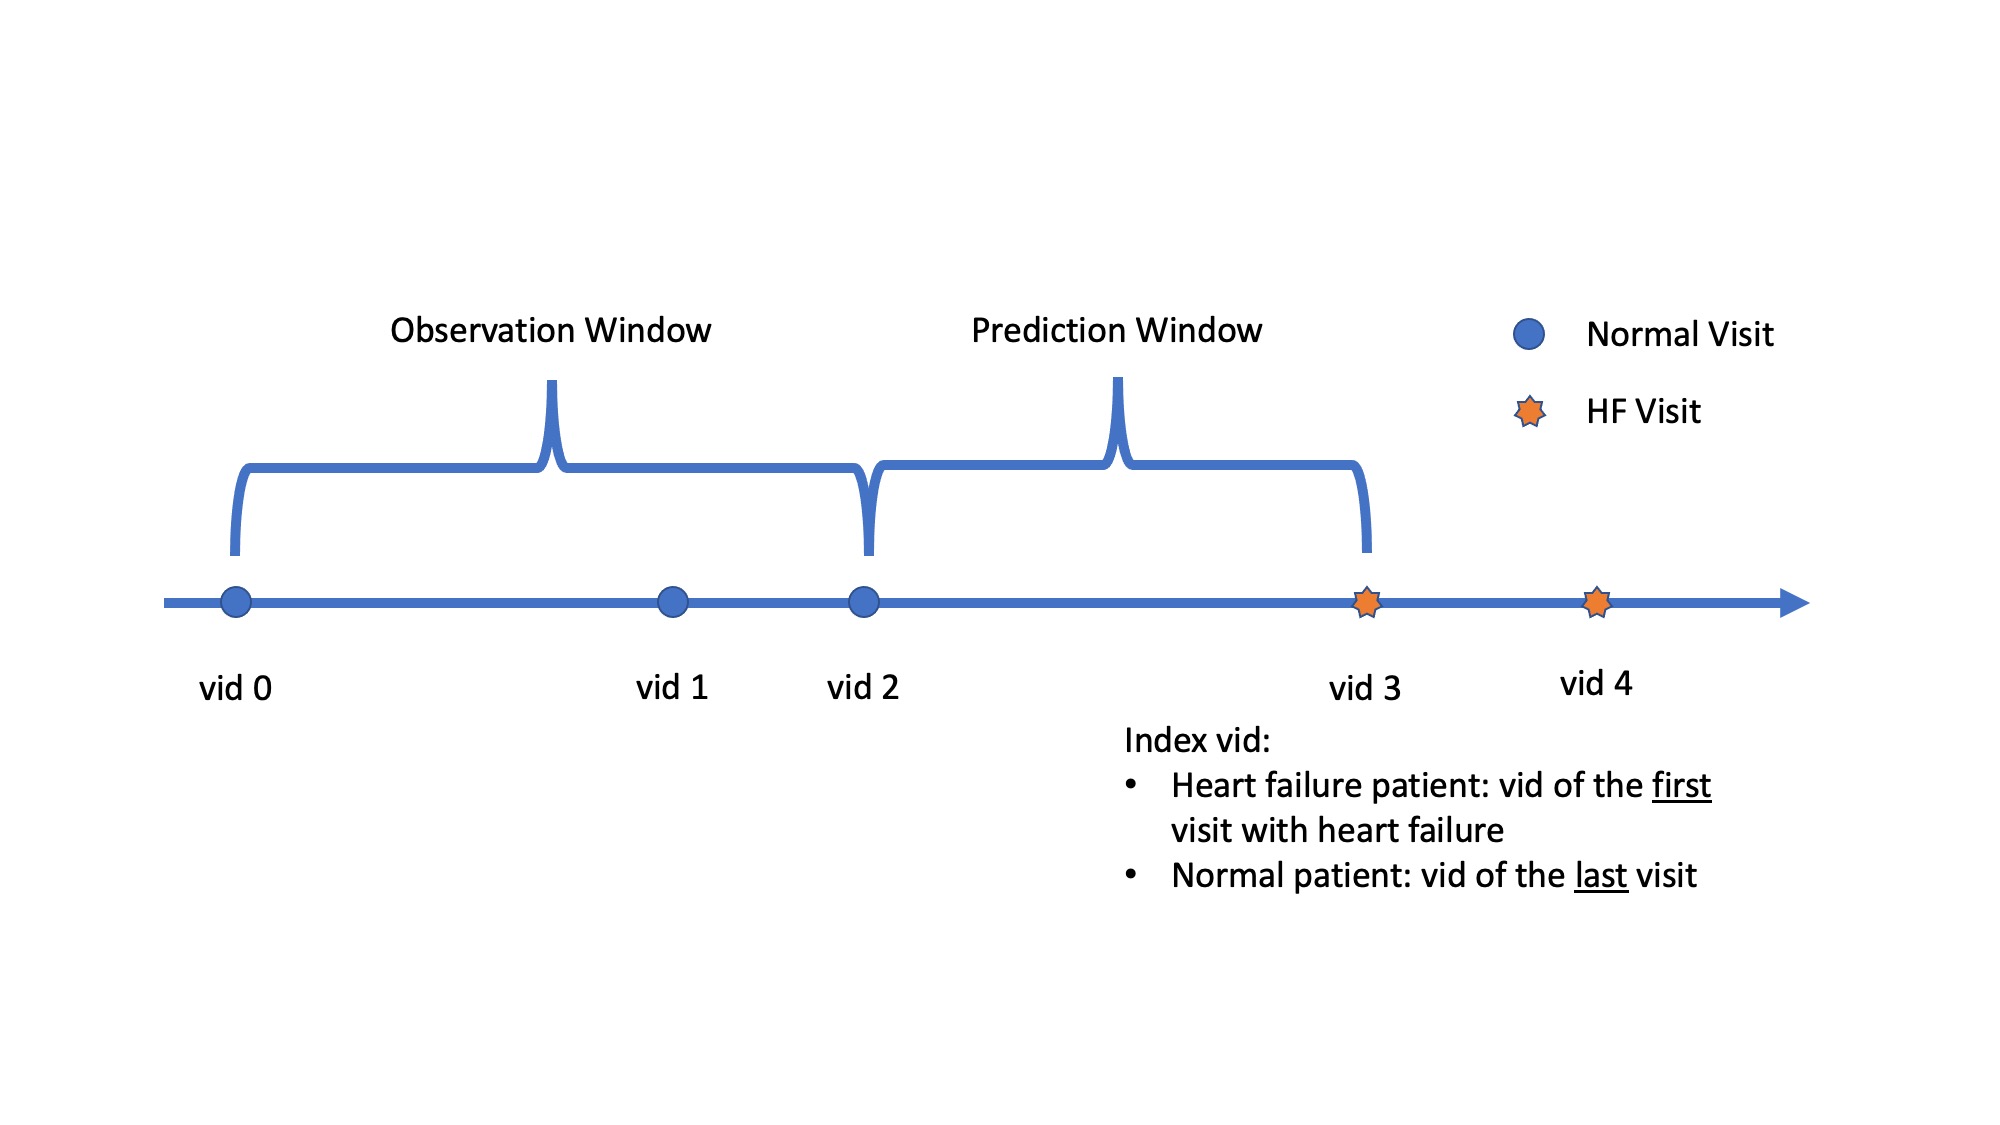 Observation Window
Prediction Window
Normal Visit
HF Visit
vid 0
vid 1
vid 2
vid 3
vid 4
Index vid:
• Heart failure patient: vid of the first
visit with heart failure
• Normal patient: vid of the last visit